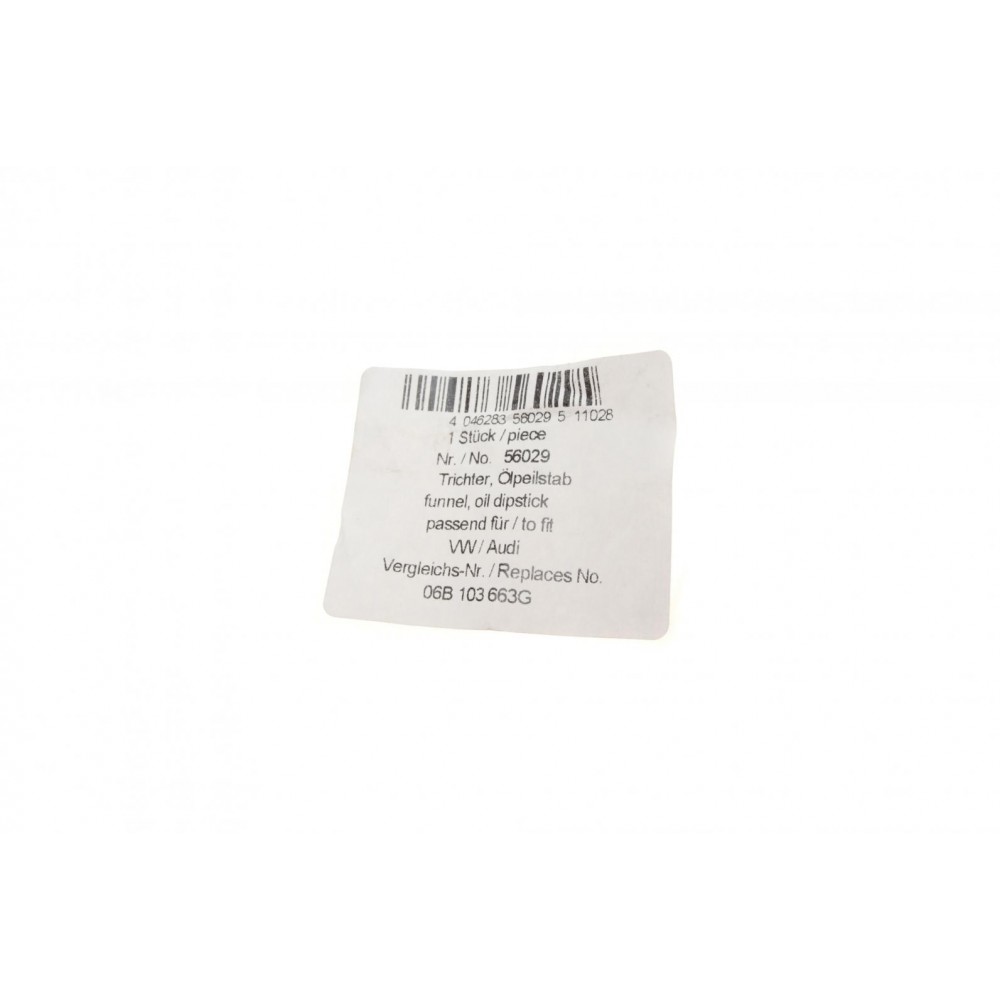 4 046283 56029 5 11028
1 Stück / piece
Nr. / No. 56029
Trichter, Ölpeilstab
funnel, oil dipstick
passend für / to fit
VW / Audi
Vergleichs-Nr. / Replaces No.
06B 103 663G